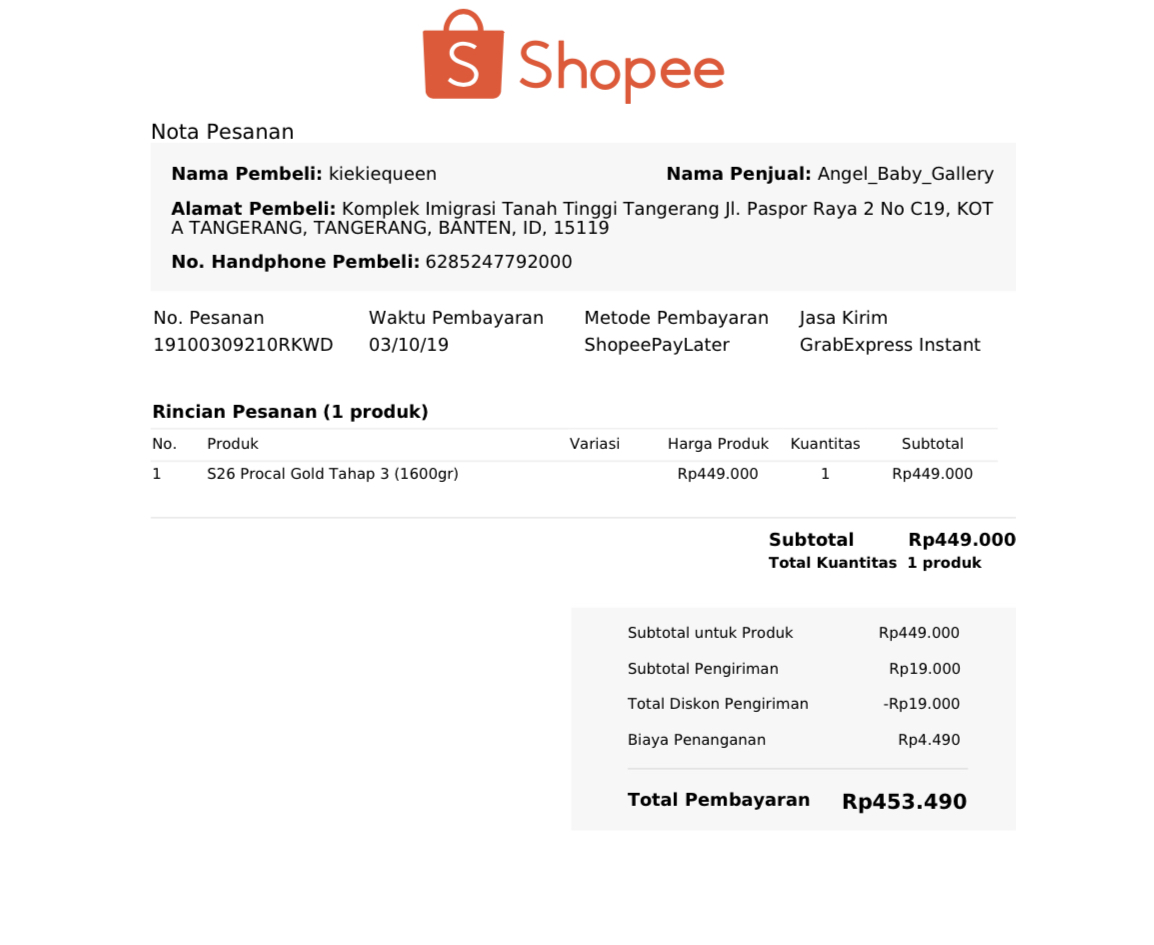 Shopee
Nota Pesanan
Nama Pembeli: kiekiequeen Nama Penjual: Angel_Baby_Gallery
Alamat Pembeli: Komplek Imigrasi Tanah Tinggi Tangerang Jl. Paspor Raya 2 No C19, KOT
A TANGERANG, TANGERANG, BANTEN, ID, 15119
No. Handphone Pembeli: 6285247792000
No. Pesanan Waktu Pembayaran Metode Pembayaran Jasa Kirim
19100309210RKWD 03/10/19 ShopeePayLater GrabExpress Instant
Rincian Pesanan (1 produk)
No. Produk Variasi Harga Produk Kuantitas Subtotal
1 S26 Procal Gold Tahap 3 (1600gr) Rp449.000 1 Rp449.000
Subtotal Rp449.000
Total Kuantitas 1 produk
Subtotal untuk Produk Rp449.000
Subtotal Pengiriman Rp19.000
Total Diskon Pengiriman -Rp19.000
Biaya Penanganan Rp4.490
Total Pembayaran Rp453.490